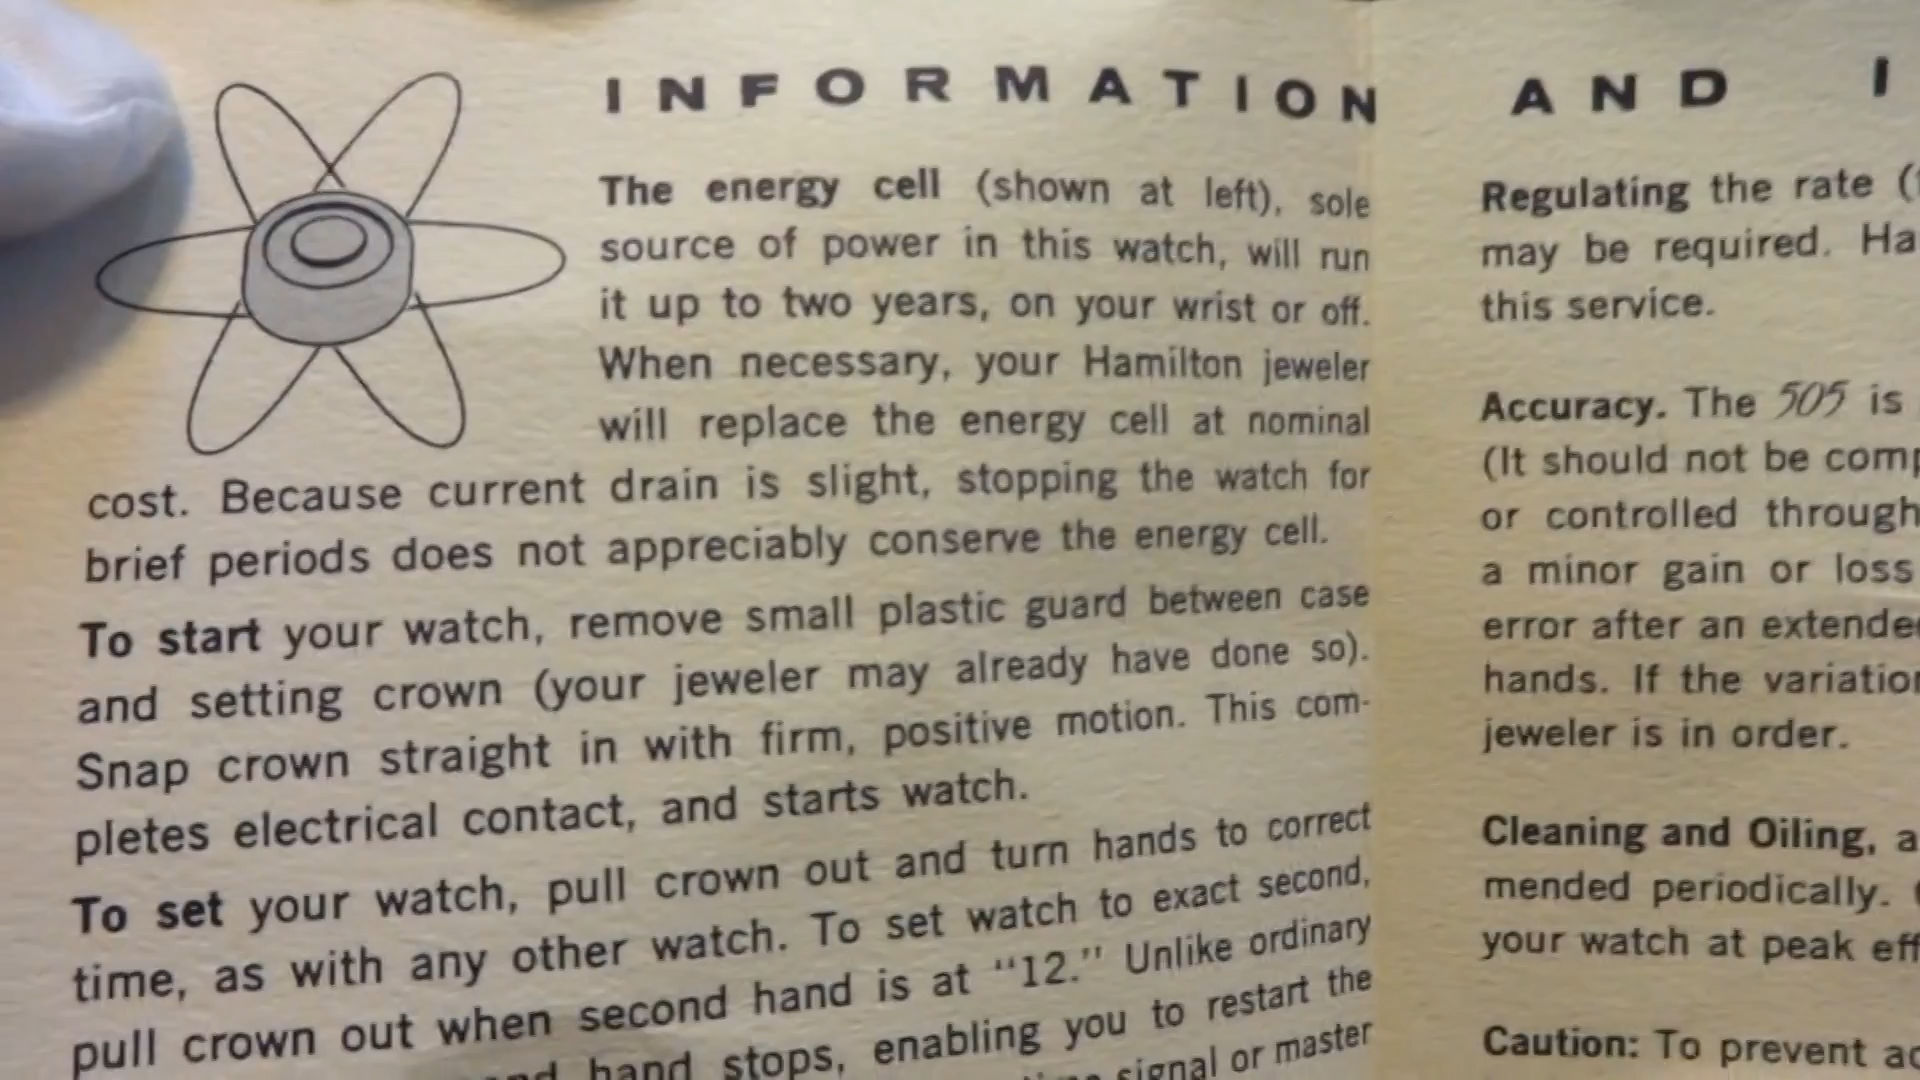 INFORMATION AND I
The energy cell (shown at left), sole
source of power in this watch, will run
it up to two years, on your wrist or off.
When necessary, your Hamilton jeweler
will replace the energy cell at nominal
cost. Because current drain is slight, stopping the watch for
brief periods does not appreciably conserve the energy cell.
To start your watch, remove small plastic guard between case
and setting crown (your jeweler may already have done so).
Snap crown straight in with firm, positive motion. This com-
pletes electrical contact, and starts watch.
To set your watch, pull crown out and turn hands to correct
time, as with any other watch. To set watch to exact second,
pull crown out when second hand is at "12." Unlike ordinary
hand stops, enabling you to restart the
signal or master
Regulating the rate (
may be required. Ha
this service.
Accuracy. The 505 is
(It should not be comp
or controlled through
a minor gain or loss
error after an extende
hands. If the variation
jeweler is in order.
Cleaning and Oiling, a
mended periodically.
your watch at peak eff
Caution: To prevent ac